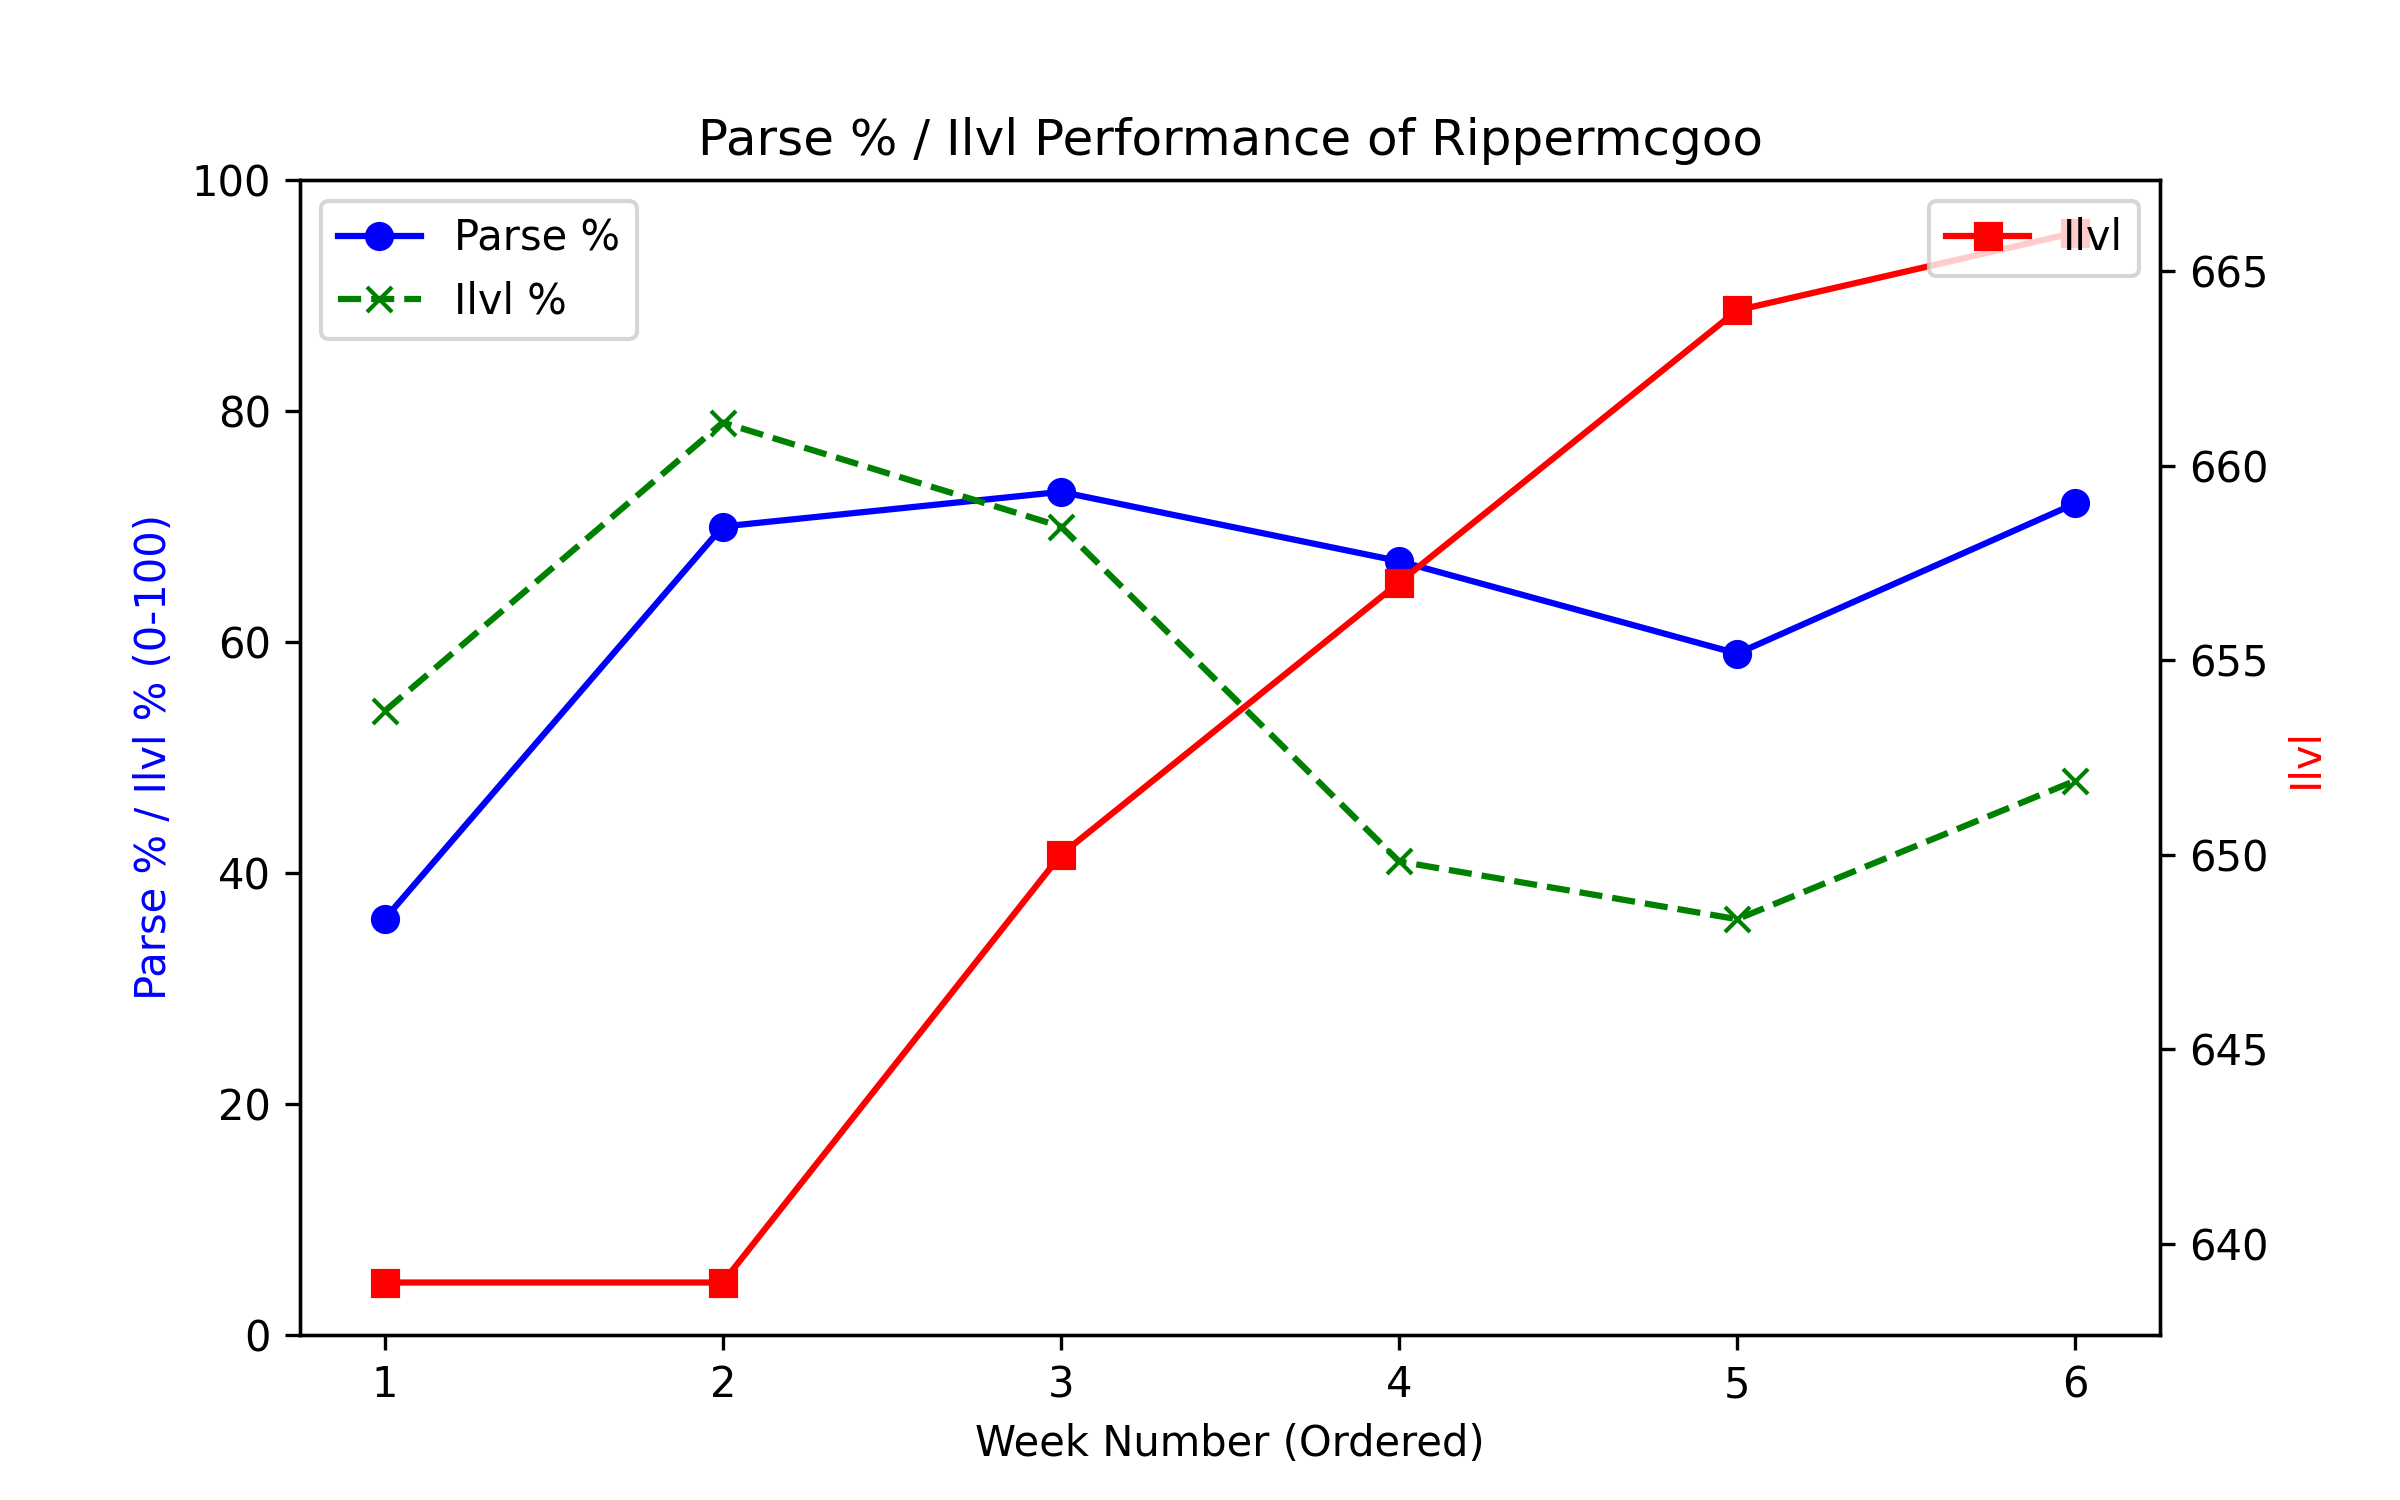 Parse % / Ilvl Performance of Rippermcgoo
Parse %
Ilvl %
Ilvl
100
80
60
40
20
0
Parse % / Ilvl % (0-100)
665
660
655
650
645
640
Ilvl
1 2 3 4 5 6
Week Number (Ordered)